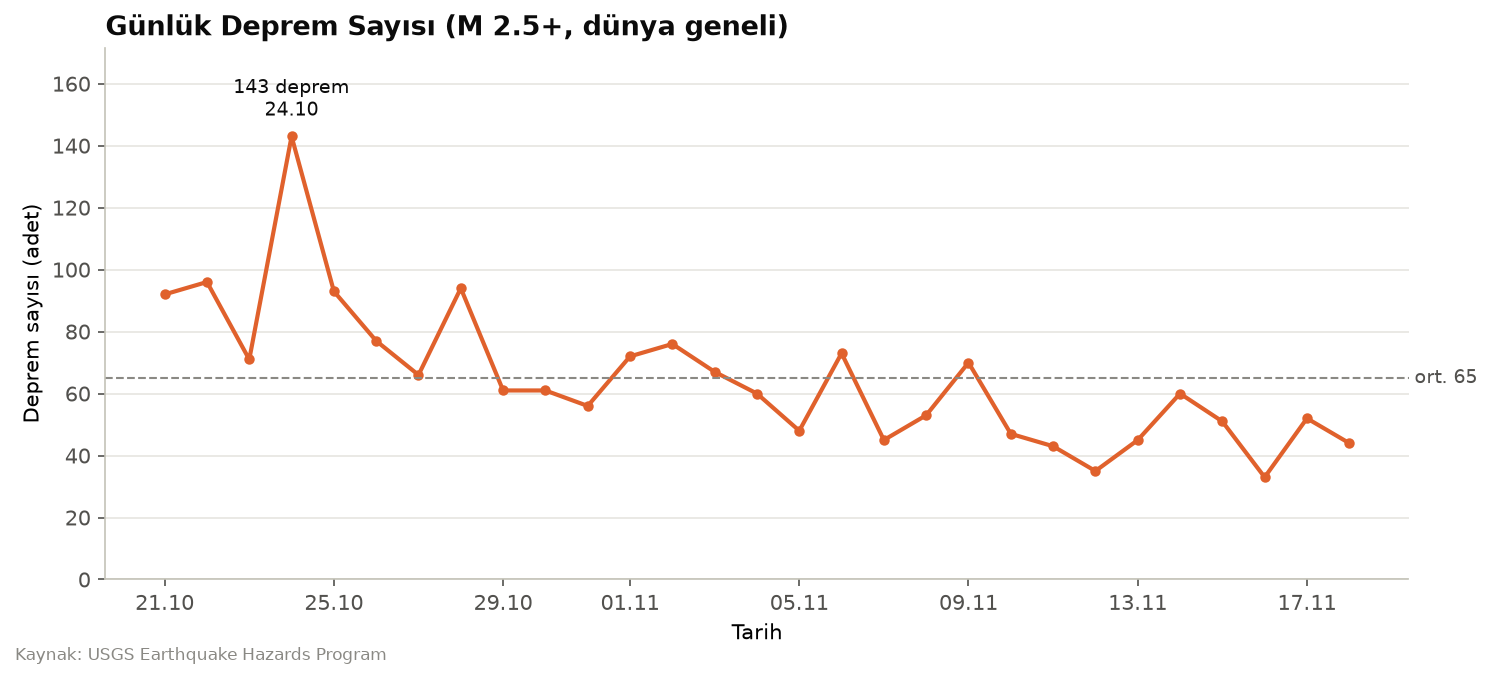 Günlük Deprem Sayısı (M 2.5+, dünya geneli)
143 deprem
24.10
Deprem sayısı (adet)
160
140
120
100
80
60
40
20
0
ort. 65
21.10 25.10 29.10 01.11 05.11 09.11 13.11 17.11
Tarih
Kaynak: USGS Earthquake Hazards Program